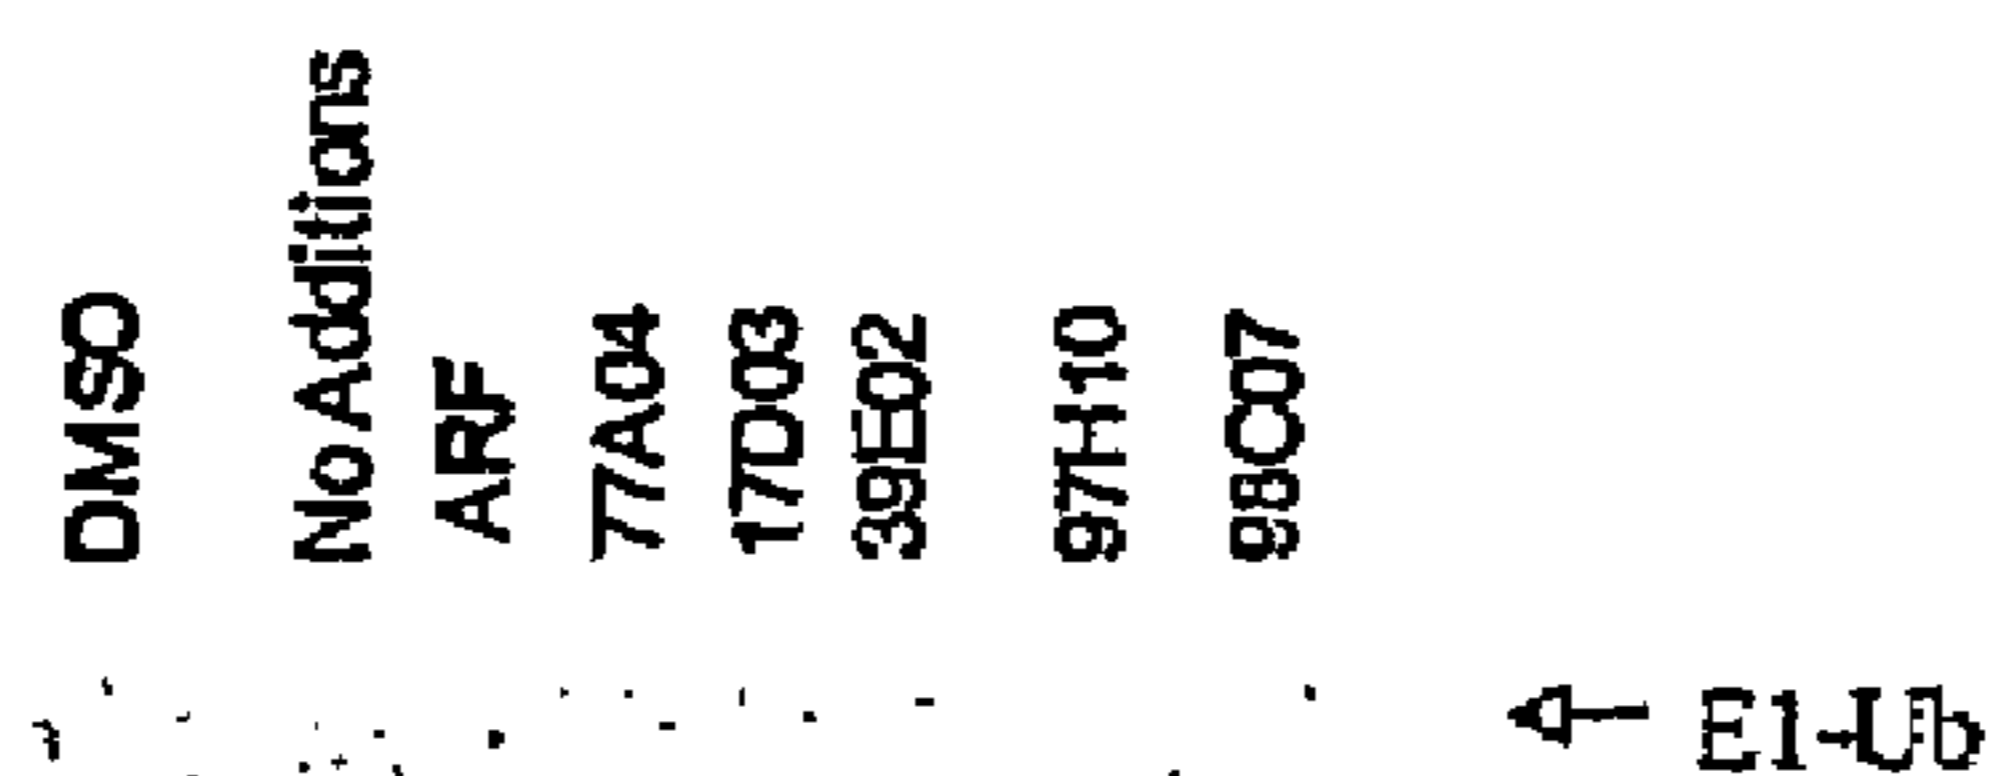 DMSO
No Additions
ARF
77A04
17D03
39E02
97H10
98C07
E1-Ub